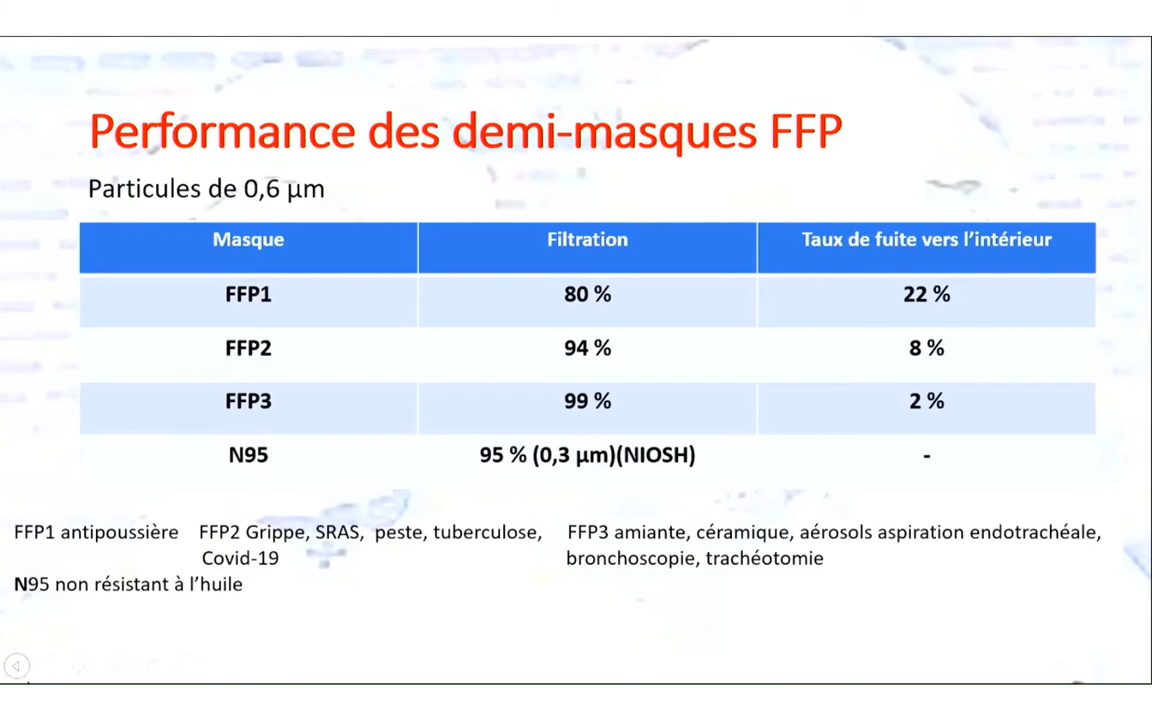 Performance des demi-masques FFP
Particules de 0,6 µm
Masque Filtration Taux de fuite vers l'intérieur
FFP1 80 % 22 %
FFP2 94 % 8 %
FFP3 99 % 2 %
N95 95 % (0,3 µm)(NIOSH) -
FFP1 antipoussière FFP2 Grippe, SRAS, peste, tuberculose, FFP3 amiante, céramique, aérosols aspiration endotrachéale,
Covid-19 bronchoscopie, trachéotomie
N95 non résistant à l'huile